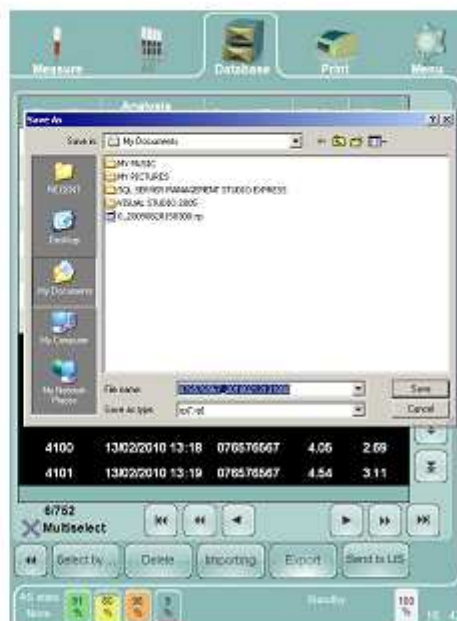 Measure
Database
Print
Menu
Analysis
Save As
Save in:
My Documents
RECENT
Desktop
My Documents
My Computer
My Network Places
MY MUSIC
MY PICTURES
SQL SERVER MANAGEMENT STUDIO EXPRESS
VISUAL STUDIO 2005
File name:
Save
Save as type:
Cancel
4100 13/02/2010 13:18 076576567 4.05 2.69
4101 13/02/2010 13:19 076576567 4.54 3.11
6/752
Multiselect
Select by
Delete
Importing
Export
Send to LIS
None
Standby
100
%